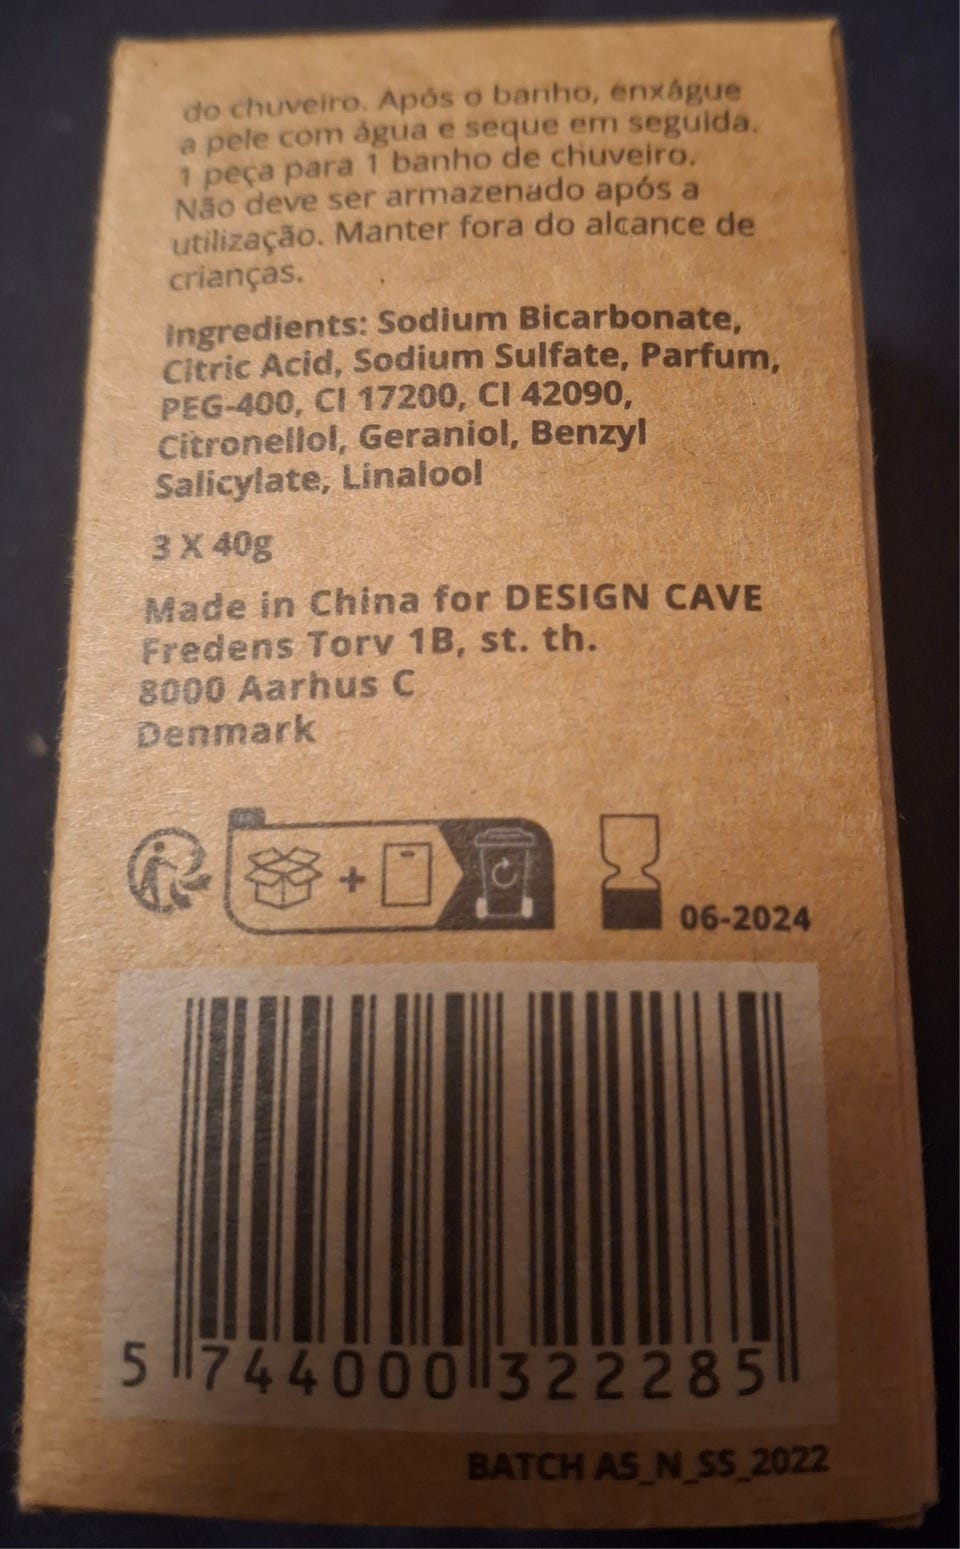 do chuveiro. Após o banho, enxágue
a pele com água e seque em seguida.
1 peça para 1 banho de chuveiro.
Não deve ser armazenado após a
utilização. Manter fora do alcance de
crianças.
Ingredients: Sodium Bicarbonate,
Citric Acid, Sodium Sulfate, Parfum,
PEG-400, CI 17200, CI 42090,
Citronellol, Geraniol, Benzyl
Salicylate, Linalool
3 X 40g
Made in China for DESIGN CAVE
Fredens Torv 1B, st. th.
8000 Aarhus C
Denmark
06-2024
5 744000 322285
BATCH AS_N_SS_2022